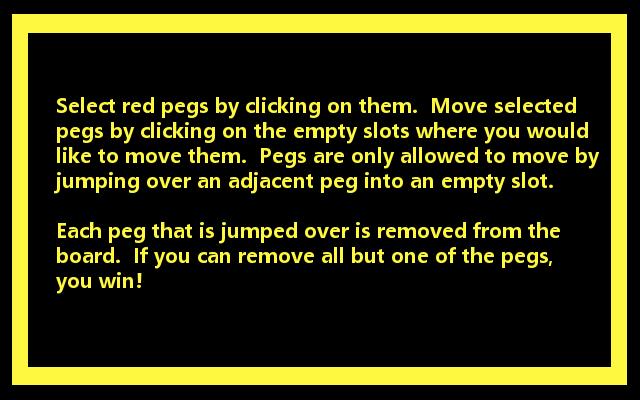 Select red pegs by clicking on them.  Move selected
pegs by clicking on the empty slots where you would
like to move them.  Pegs are only allowed to move by
jumping over an adjacent peg into an empty slot.
Each peg that is jumped over is removed from the
board.  If you can remove all but one of the pegs,
you win!